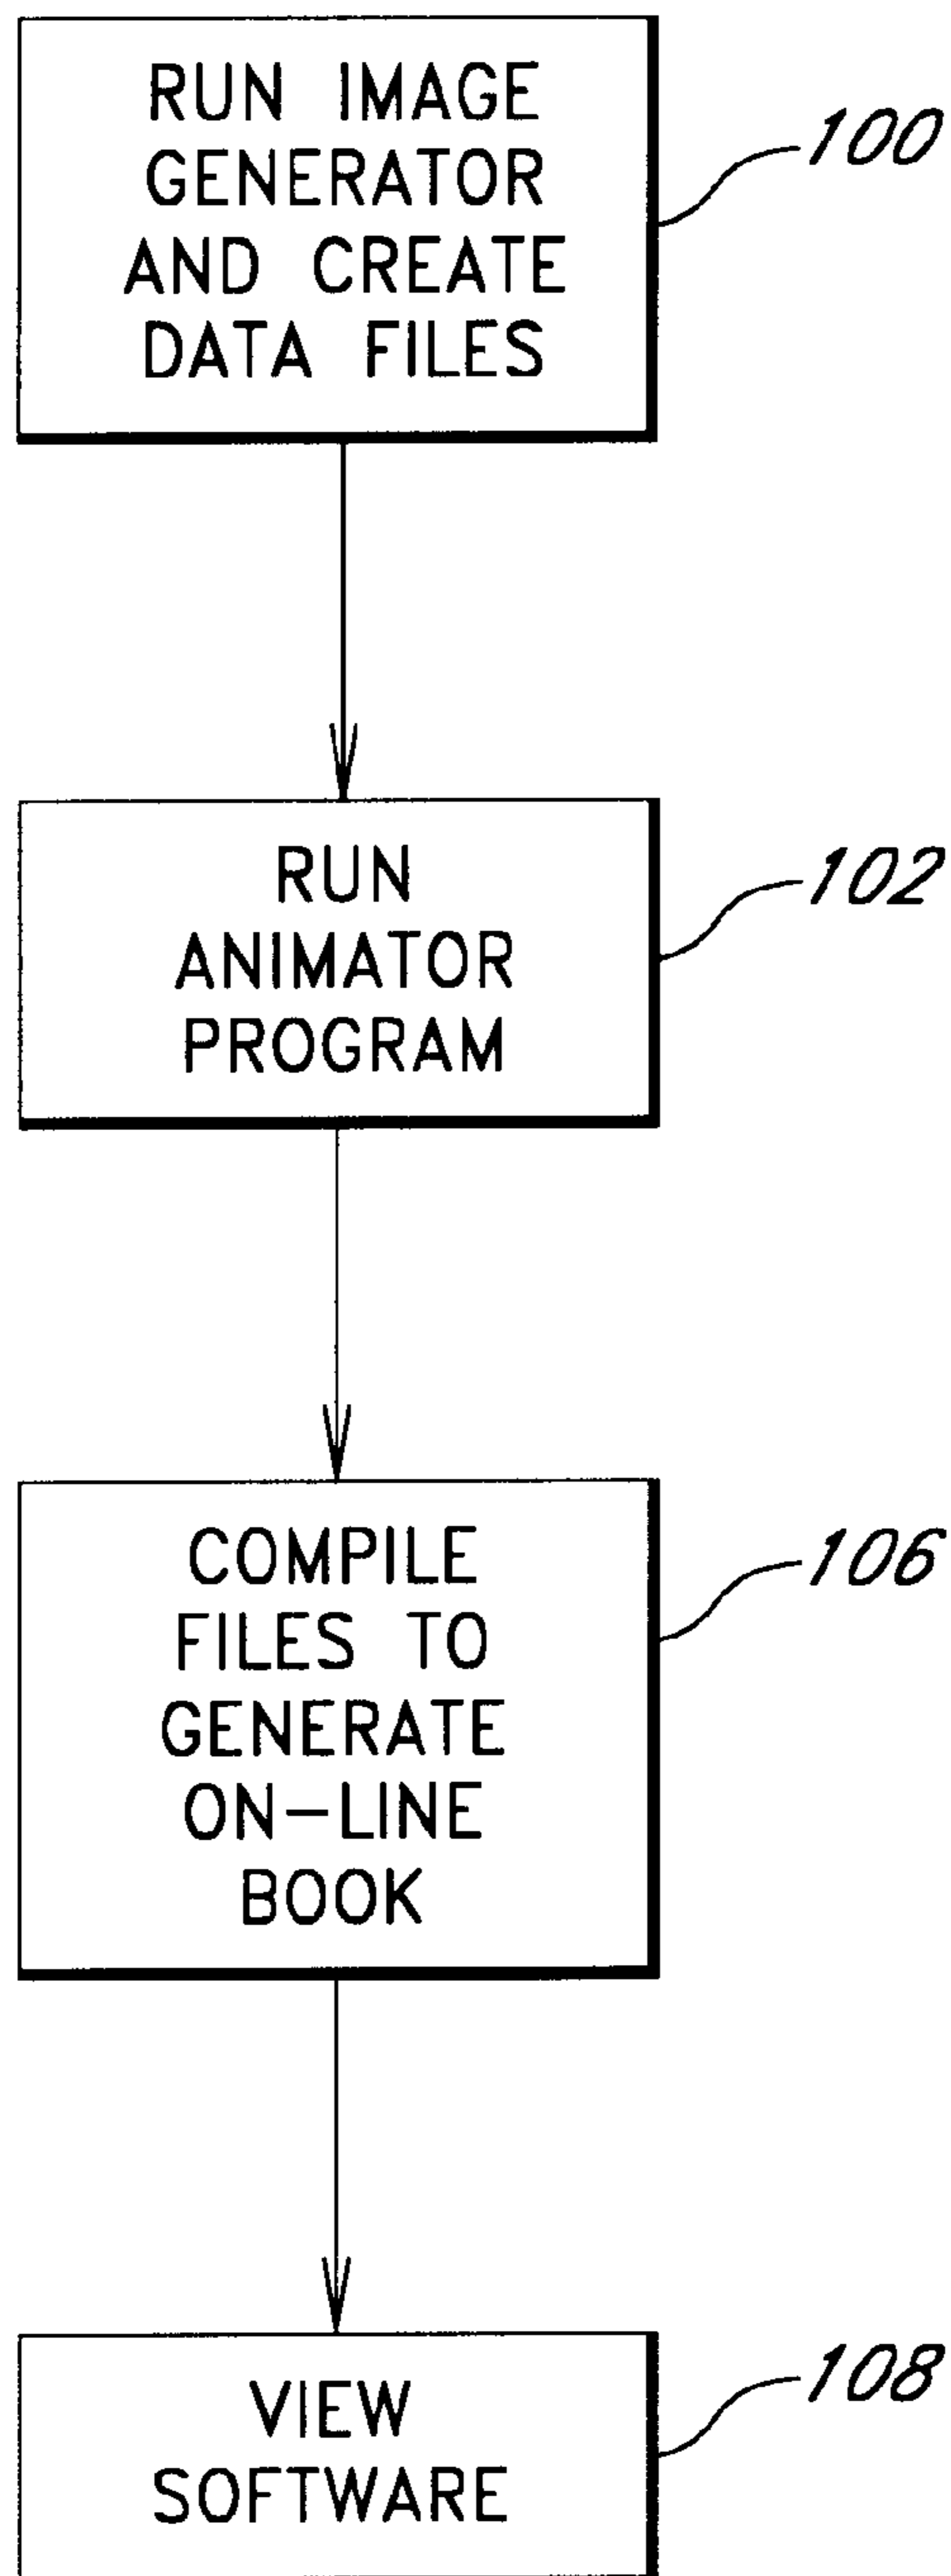 RUN IMAGE
GENERATOR
AND CREATE
DATA FILES
100
RUN
ANIMATOR
PROGRAM
102
COMPILE
FILES TO
GENERATE
ON-LINE
BOOK
106
VIEW
SOFTWARE
108